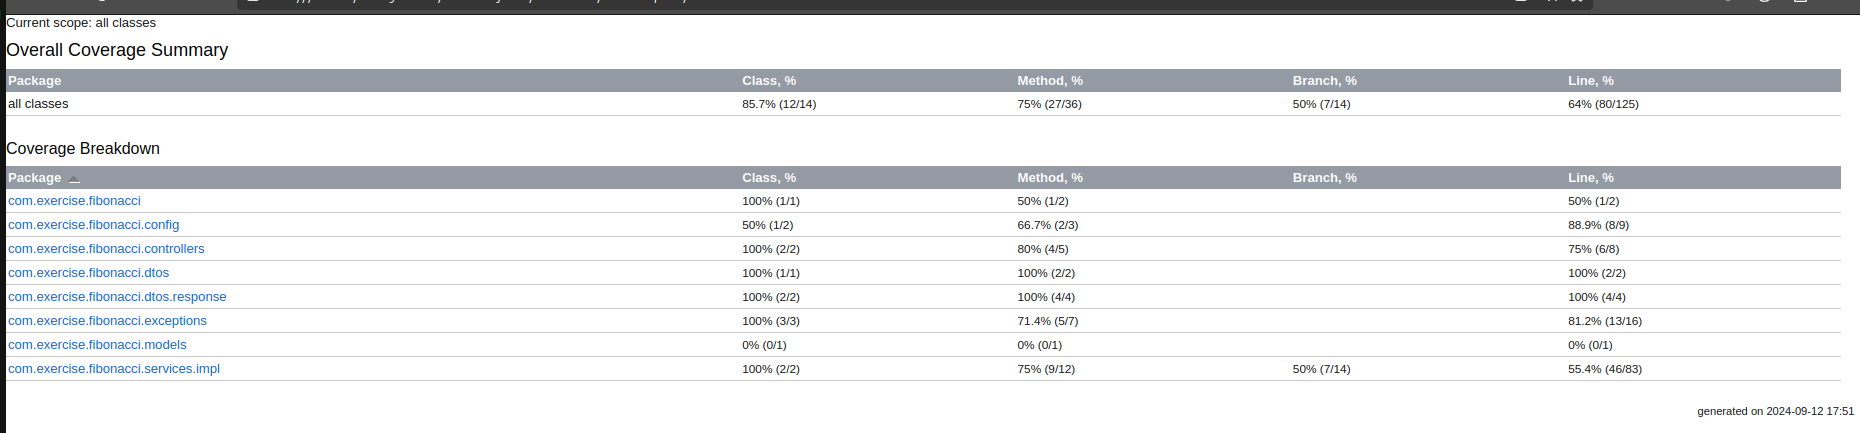 Current scope: all classes
Overall Coverage Summary
Package Class, % Method, % Branch, % Line, %
all classes 85.7% (12/14) 75% (27/36) 50% (7/14) 64% (80/125)
Coverage Breakdown
Package Class, % Method, % Branch, % Line, %
com.exercise.fibonacci 100% (1/1) 50% (1/2) 50% (1/2)
com.exercise.fibonacci.config 50% (1/2) 66.7% (2/3) 88.9% (8/9)
com.exercise.fibonacci.controllers 100% (2/2) 80% (4/5) 75% (6/8)
com.exercise.fibonacci.dtos 100% (1/1) 100% (2/2) 100% (2/2)
com.exercise.fibonacci.dtos.response 100% (2/2) 100% (4/4) 100% (4/4)
com.exercise.fibonacci.exceptions 100% (3/3) 71.4% (5/7) 81.2% (13/16)
com.exercise.fibonacci.models 0% (0/1) 0% (0/1) 0% (0/1)
com.exercise.fibonacci.services.impl 100% (2/2) 75% (9/12) 50% (7/14) 55.4% (46/83)
generated on 2024-09-12 17:51